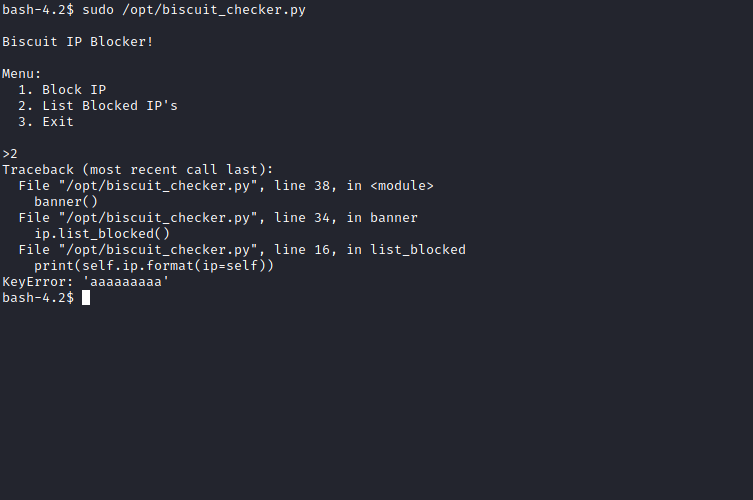 bash-4.2$ sudo /opt/biscuit_checker.py
Biscuit IP Blocker!
Menu:
  1. Block IP
  2. List Blocked IP's
  3. Exit
>2
Traceback (most recent call last):
  File "/opt/biscuit_checker.py", line 38, in <module>
    banner()
  File "/opt/biscuit_checker.py", line 34, in banner
    ip.list_blocked()
  File "/opt/biscuit_checker.py", line 16, in list_blocked
    print(self.ip.format(ip=self))
KeyError: 'aaaaaaaaa'
bash-4.2$